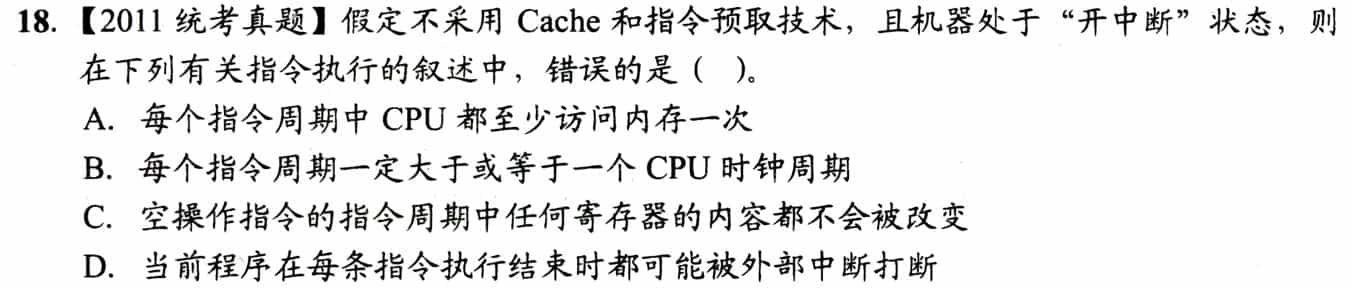 18. 【2011 统考真题】假定不采用 Cache 和指令预取技术，且机器处于“开中断”状态，则
在下列有关指令执行的叙述中，错误的是（ ）。
A. 每个指令周期中 CPU 都至少访问内存一次
B. 每个指令周期一定大于或等于一个 CPU 时钟周期
C. 空操作指令的指令周期中任何寄存器的内容都不会被改变
D. 当前程序在每条指令执行结束时都可能被外部中断打断